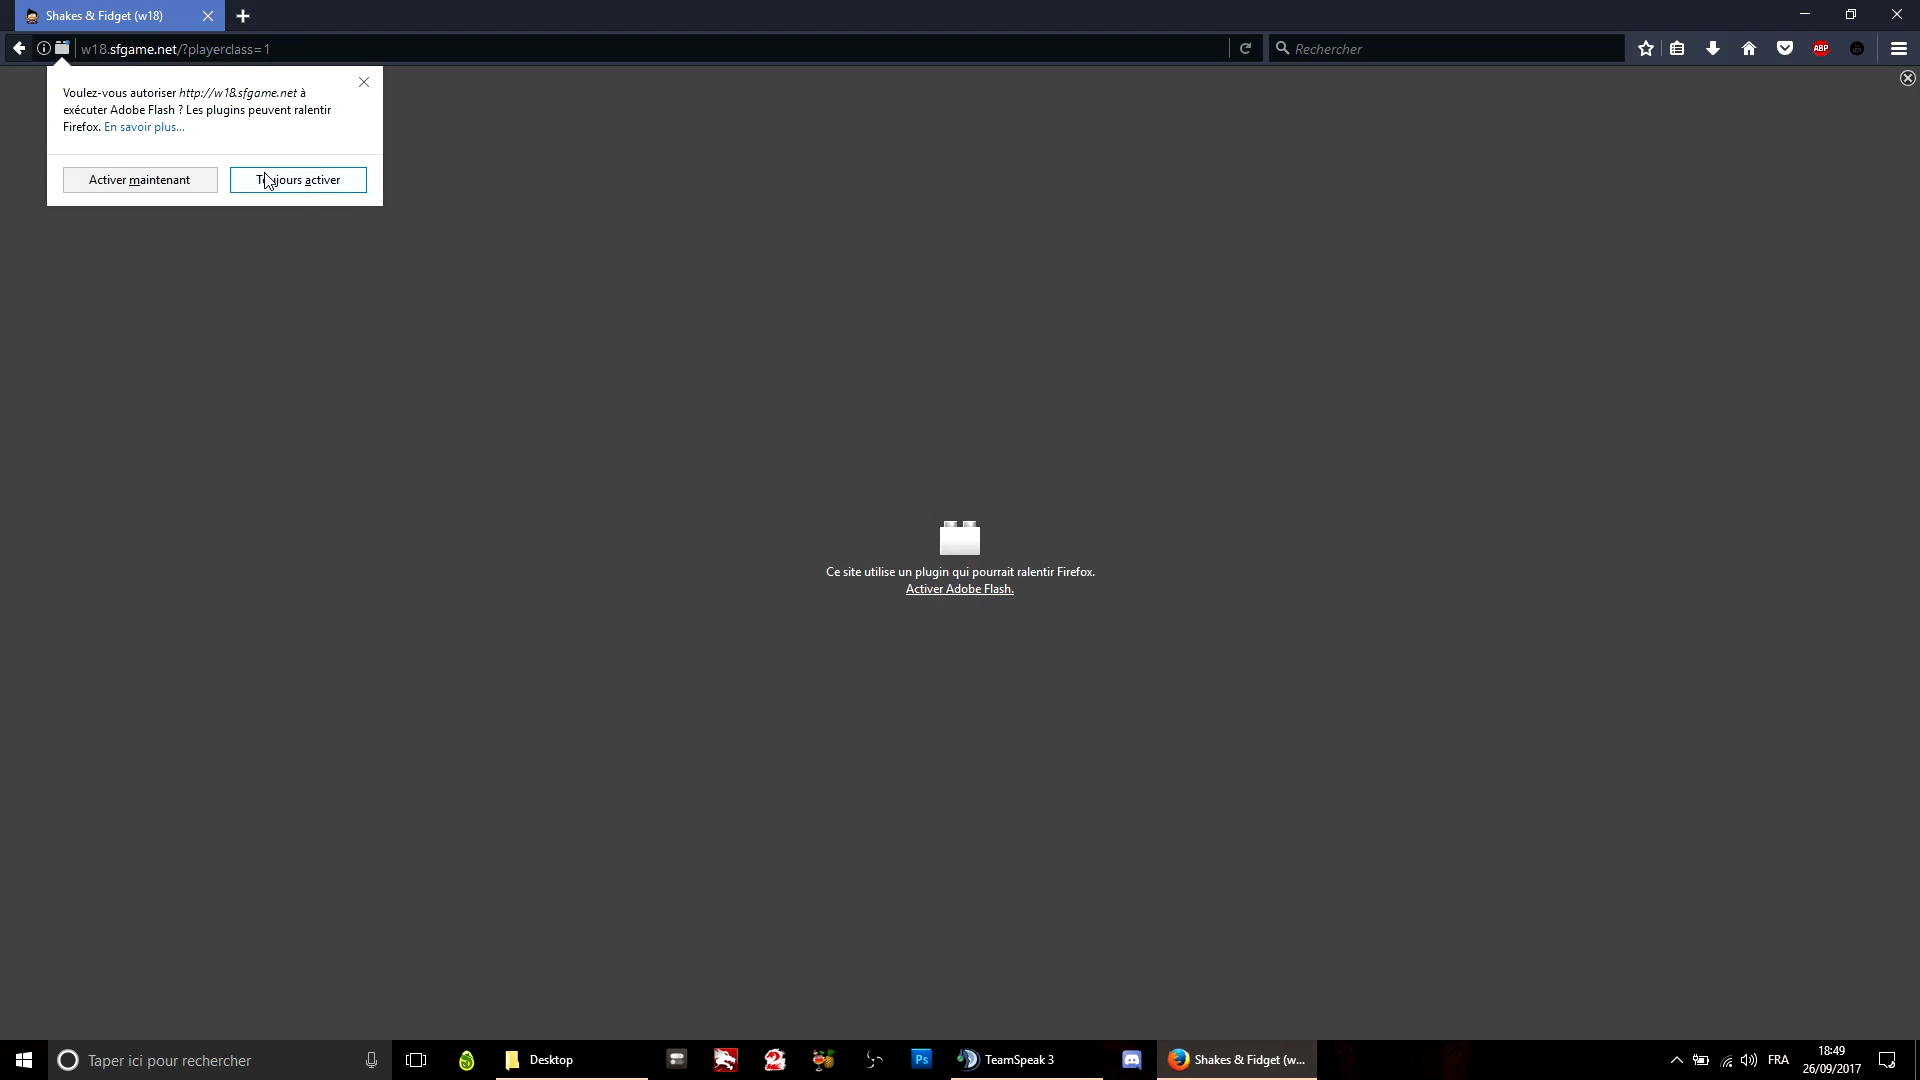 Shakes & Fidget (w18)
w18.sfgame.net/?playerclass=1
Rechercher
ABP
Voulez-vous autoriser http://w18.sfgame.net à
exécuter Adobe Flash ? Les plugins peuvent ralentir
Firefox. En savoir plus...
Activer maintenant
Toujours activer
Ce site utilise un plugin qui pourrait ralentir Firefox.
Activer Adobe Flash.
Taper ici pour rechercher
Desktop
Ps
TeamSpeak 3
Shakes & Fidget (w...
FRA
18:49
26/09/2017